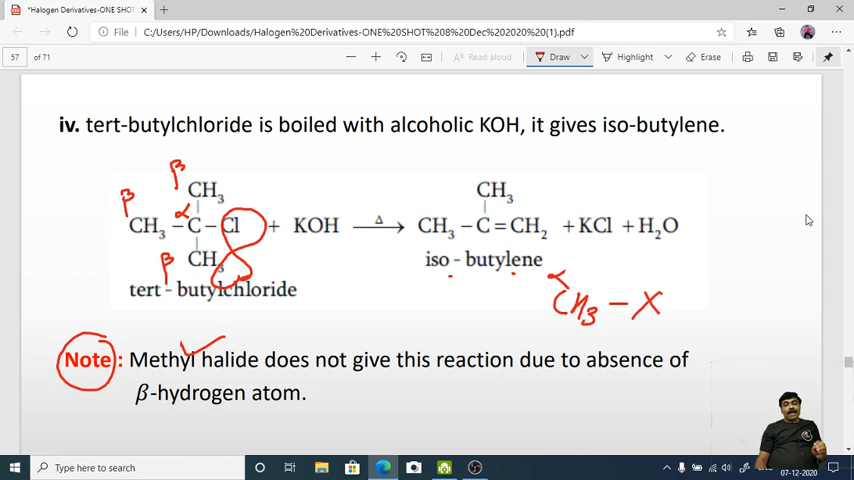 *Halogen Derivatives-ONE SHOT
File
C:/Users/HP/Downloads/Halogen%20Derivatives-ONE%20SHOT%208%20Dec%202020%20(1).pdf
57 of 71
Read aloud
Draw
Highlight
Erase
iv. tert-butylchloride is boiled with alcoholic KOH, it gives iso-butylene.
β
β
CH₃ CH₃
α
CH₃ – C – Cl + KOH Δ CH₃ – C = CH₂ + KCl + H₂O
β CH₃ iso - butylene
tert - butylchloride
α
CH₃ – X
Note : Methyl halide does not give this reaction due to absence of
β-hydrogen atom.
Type here to search
07-12-2020